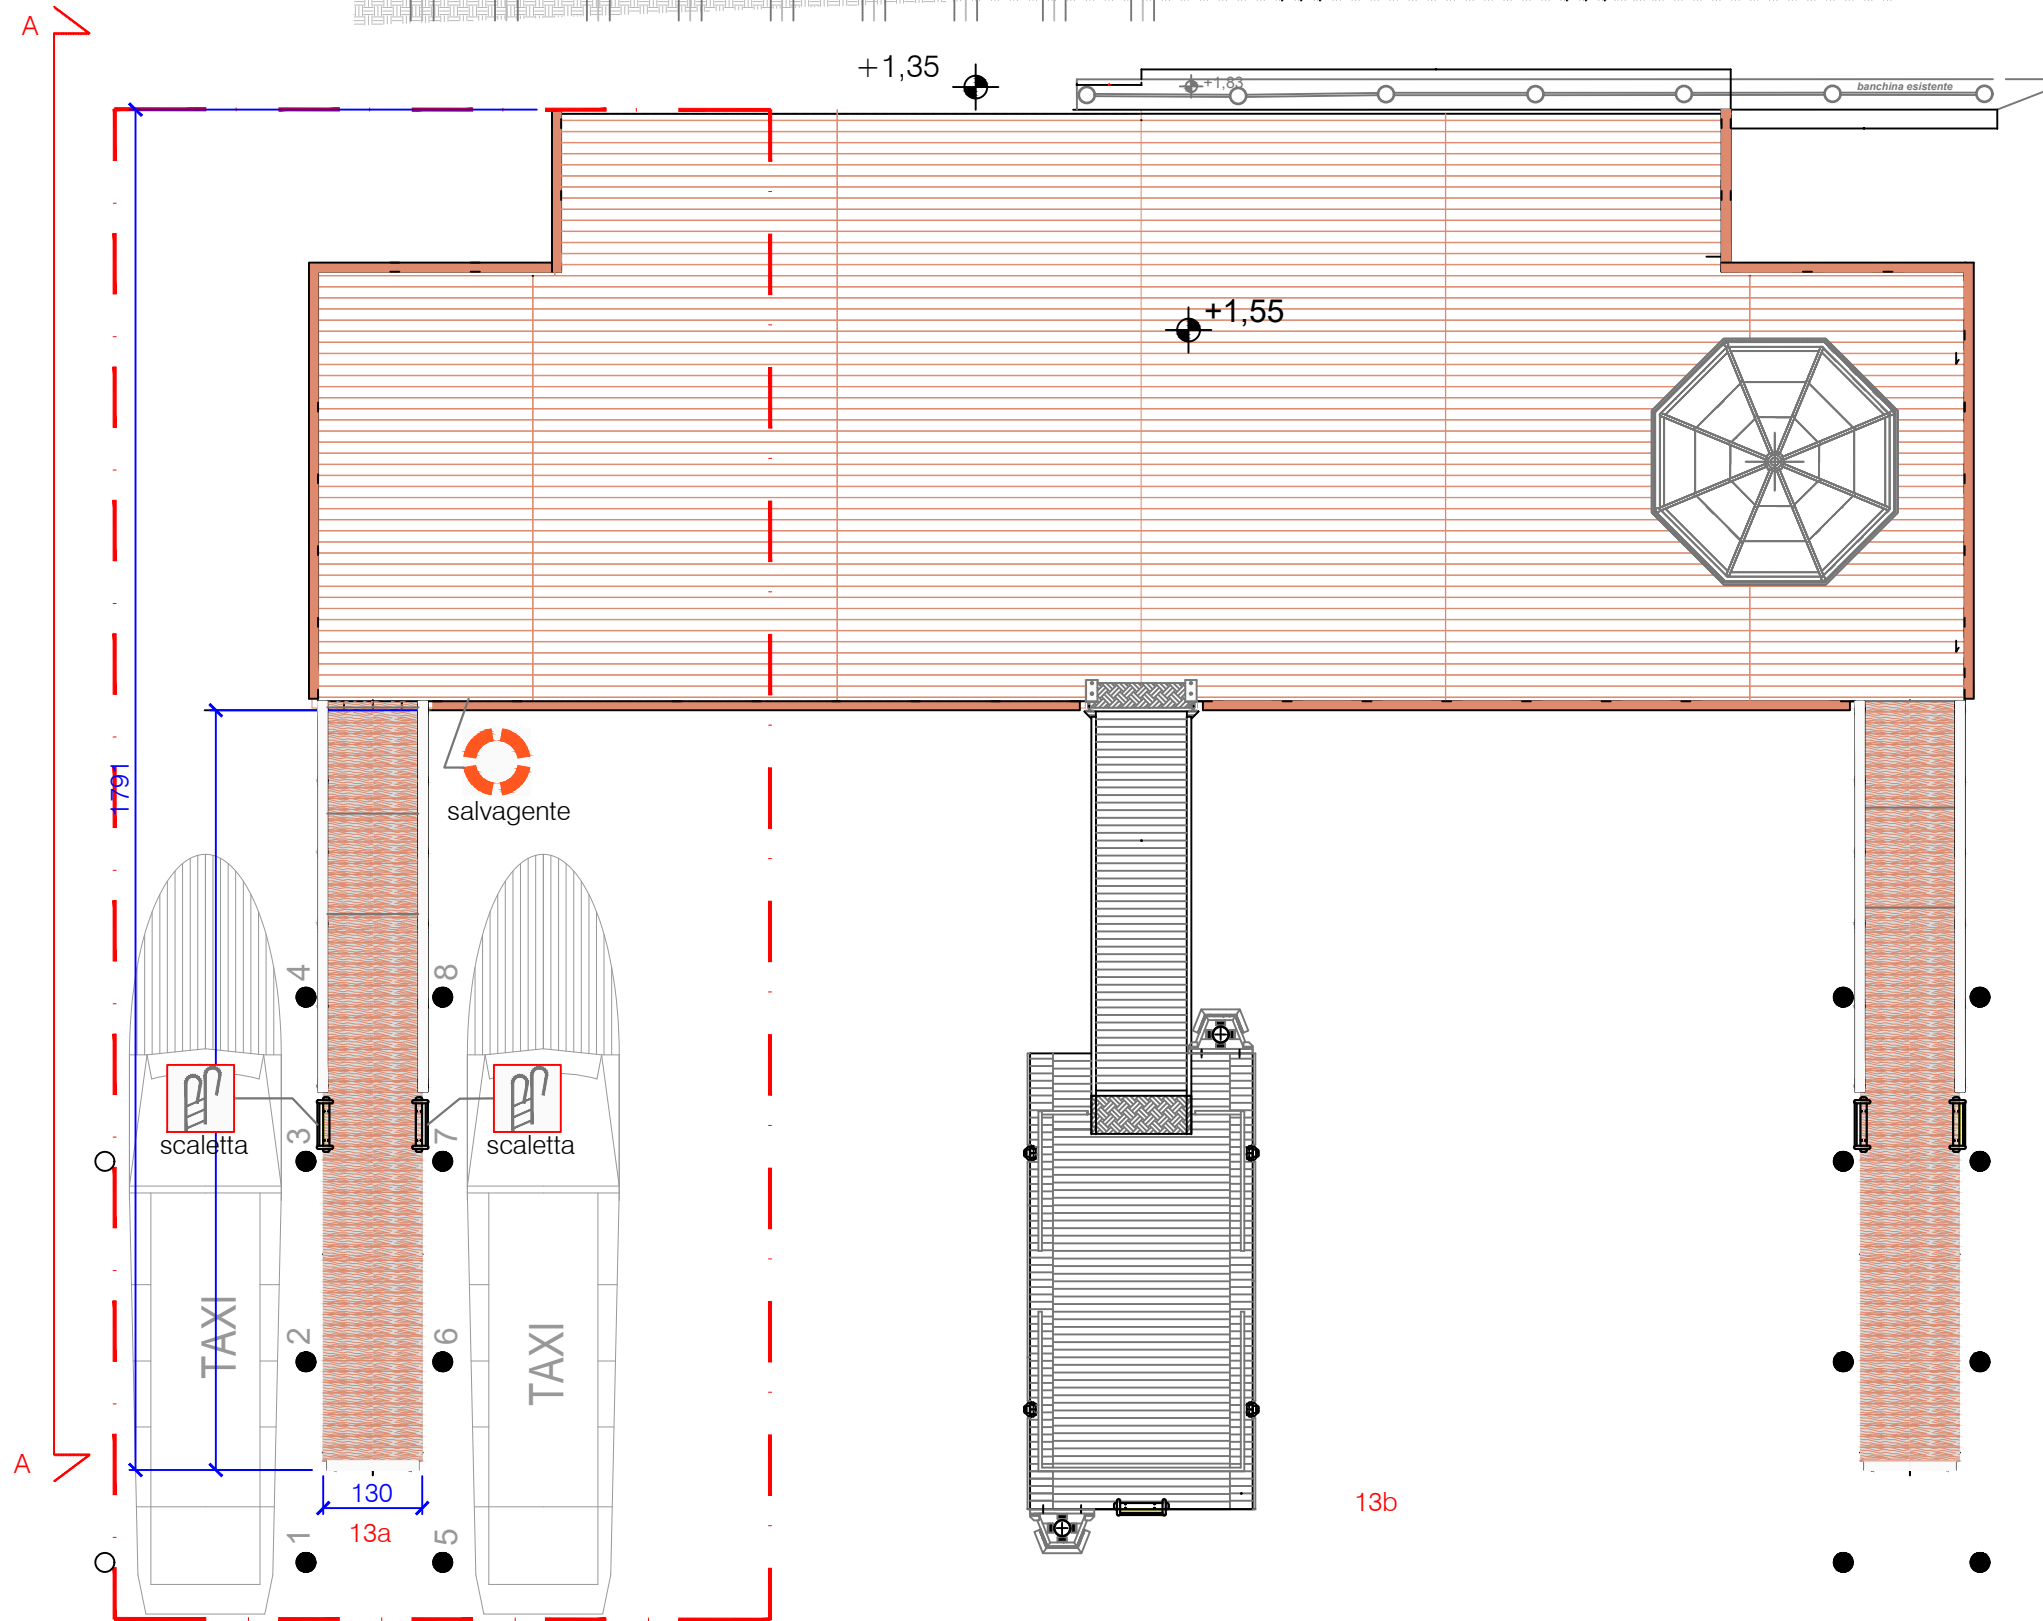 A
+1,35
+1,83
banchina esistente
+1,55
1791
salvagente
4
8
3
7
scaletta
scaletta
TAXI
TAXI
2
6
A
130
13a
13b
1
5